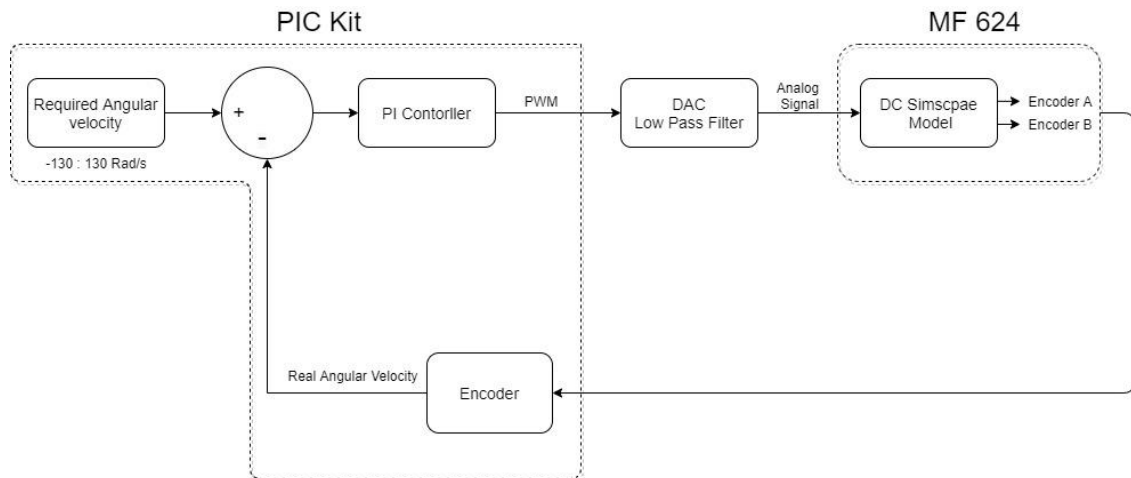 PIC Kit
MF 624
Required Angular
velocity
-130 : 130 Rad/s
+
-
PI Contorller
PWM
DAC
Low Pass Filter
Analog
Signal
DC Simscpae
Model
Encoder A
Encoder B
Real Angular Velocity
Encoder